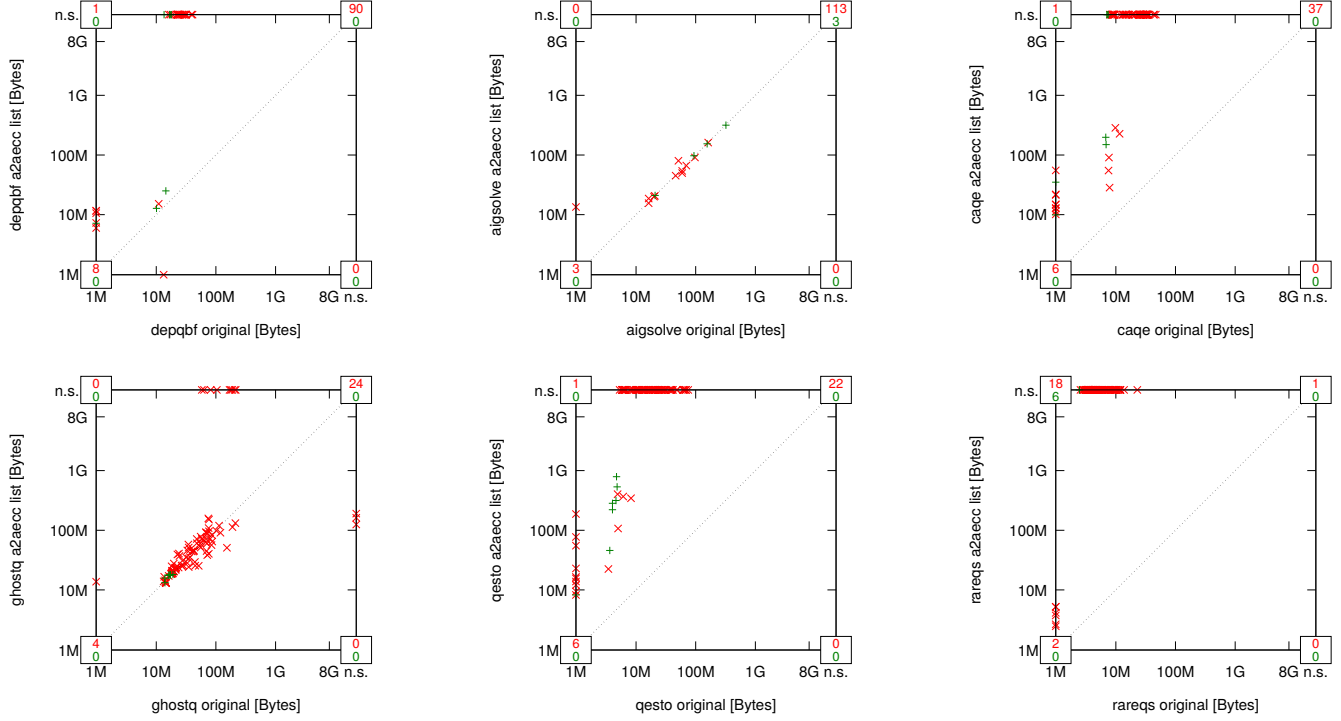 n.s. 1 0 90 0
8G
1G
100M
10M
1M 8 0 0 0
1M 10M 100M 1G 8G n.s.
depqbf a2aecc list [Bytes]
depqbf original [Bytes]
n.s. 0 0 113 3
8G
1G
100M
10M
1M 3 0 0 0
1M 10M 100M 1G 8G n.s.
aigsolve a2aecc list [Bytes]
aigsolve original [Bytes]
n.s. 1 0 37 0
8G
1G
100M
10M
1M 6 0 0 0
1M 10M 100M 1G 8G n.s.
caqe a2aecc list [Bytes]
caqe original [Bytes]
n.s. 0 0 24 0
8G
1G
100M
10M
1M 4 0 0 0
1M 10M 100M 1G 8G n.s.
ghostq a2aecc list [Bytes]
ghostq original [Bytes]
n.s. 1 0 22 0
8G
1G
100M
10M
1M 6 0 0 0
1M 10M 100M 1G 8G n.s.
qesto a2aecc list [Bytes]
qesto original [Bytes]
n.s. 18 6 1 0
8G
1G
100M
10M
1M 2 0 0 0
1M 10M 100M 1G 8G n.s.
rareqs a2aecc list [Bytes]
rareqs original [Bytes]